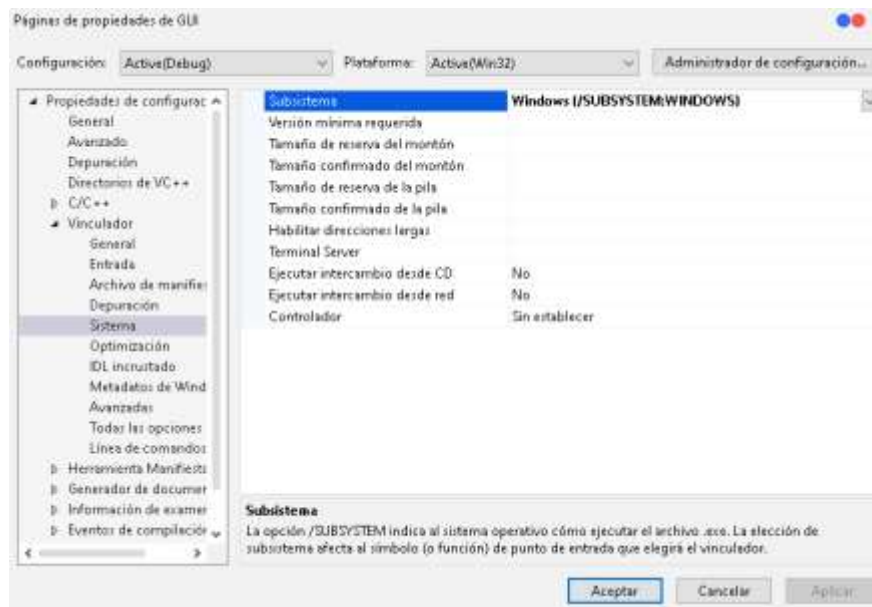 Páginas de propiedades de GUI
Configuración: Active(Debug) Plataforma: Active(Win32) Administrador de configuración...
Propiedades de configurac
General
Avanzado
Depuración
Directorios de VC++
C/C++
Vinculador
General
Entrada
Archivo de manifies
Depuración
Sistema
Optimización
IDL incrustado
Metadatos de Wind
Avanzadas
Todas las opciones
Línea de comandos
Herramienta Manifiesto
Generador de documer
Información de examer
Eventos de compilación
Subsistema Windows (/SUBSYSTEM:WINDOWS)
Versión mínima requerida
Tamaño de reserva del montón
Tamaño confirmado del montón
Tamaño de reserva de la pila
Tamaño confirmado de la pila
Habilitar direcciones largas
Terminal Server
Ejecutar intercambio desde CD No
Ejecutar intercambio desde red No
Controlador Sin establecer
Subsistema
La opción /SUBSYSTEM indica al sistema operativo cómo ejecutar el archivo .exe. La elección de
subsistema afecta al símbolo (o función) de punto de entrada que elegirá el vinculador.
Aceptar Cancelar Aplicar